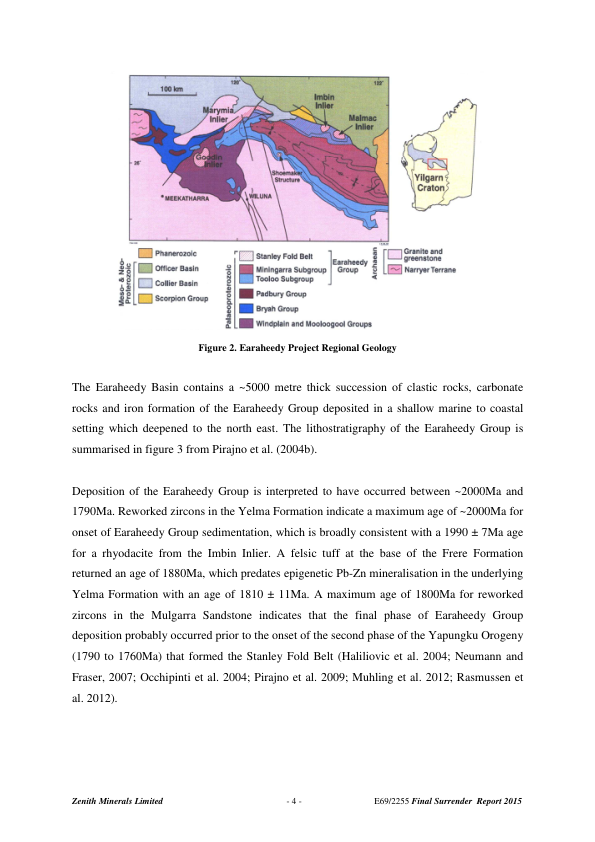 100 km
120°
122°
Imbin
Inlier
Marymia
Inlier
Malmac
Inlier
Goodin
Inlier
26°
Shoemaker
Structure
MEEKATHARRA
WILUNA
Yilgarn
Craton
Meso- & Neo-
Proterozoic
Phanerozoic
Officer Basin
Collier Basin
Scorpion Group
Palaeoproterozoic
Stanley Fold Belt
Miningarra Subgroup
Tooloo Subgroup
Earaheedy
Group
Padbury Group
Bryah Group
Windplain and Mooloogool Groups
Archaean
Granite and
greenstone
Narryer Terrane
Figure 2. Earaheedy Project Regional Geology
The Earaheedy Basin contains a ~5000 metre thick succession of clastic rocks, carbonate
rocks and iron formation of the Earaheedy Group deposited in a shallow marine to coastal
setting which deepened to the north east. The lithostratigraphy of the Earaheedy Group is
summarised in figure 3 from Pirajno et al. (2004b).
Deposition of the Earaheedy Group is interpreted to have occurred between ~2000Ma and
1790Ma. Reworked zircons in the Yelma Formation indicate a maximum age of ~2000Ma for
onset of Earaheedy Group sedimentation, which is broadly consistent with a 1990 ± 7Ma age
for a rhyodacite from the Imbin Inlier. A felsic tuff at the base of the Frere Formation
returned an age of 1880Ma, which predates epigenetic Pb-Zn mineralisation in the underlying
Yelma Formation with an age of 1810 ± 11Ma. A maximum age of 1800Ma for reworked
zircons in the Mulgarra Sandstone indicates that the final phase of Earaheedy Group
deposition probably occurred prior to the onset of the second phase of the Yapungku Orogeny
(1790 to 1760Ma) that formed the Stanley Fold Belt (Haliliovic et al. 2004; Neumann and
Fraser, 2007; Occhipinti et al. 2004; Pirajno et al. 2009; Muhling et al. 2012; Rasmussen et
al. 2012).
Zenith Minerals Limited - 4 - E69/2255 Final Surrender Report 2015